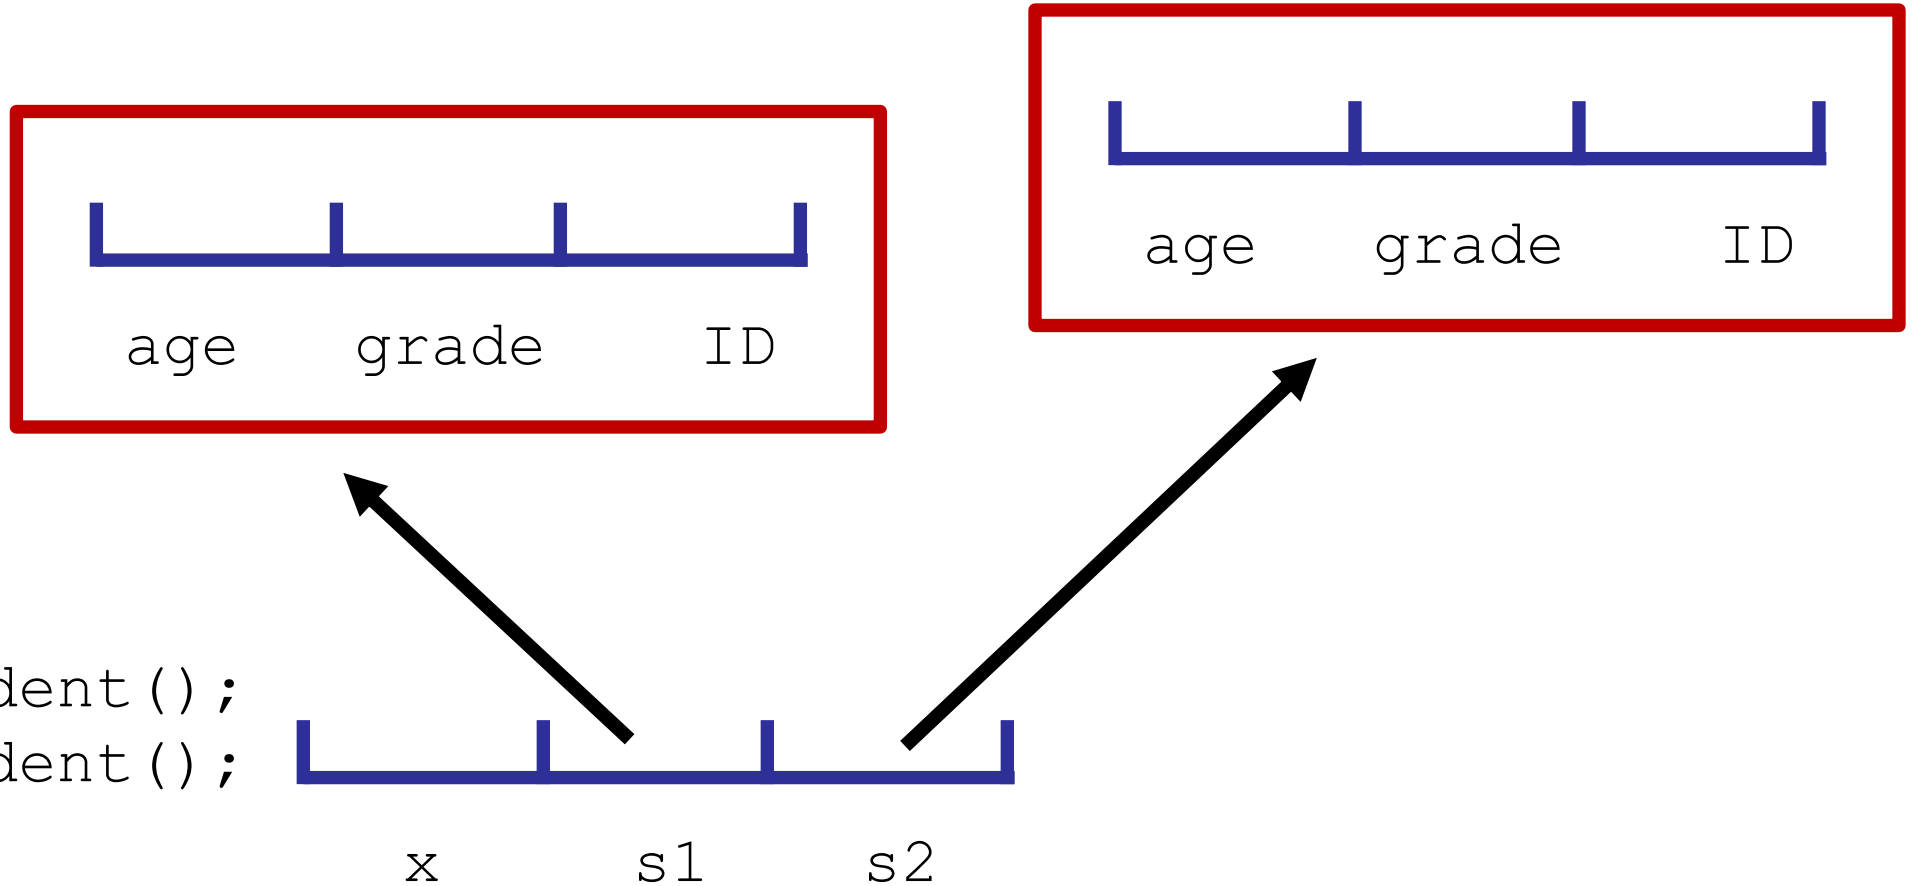 age grade ID
age grade ID
dent();
dent();
x s1 s2